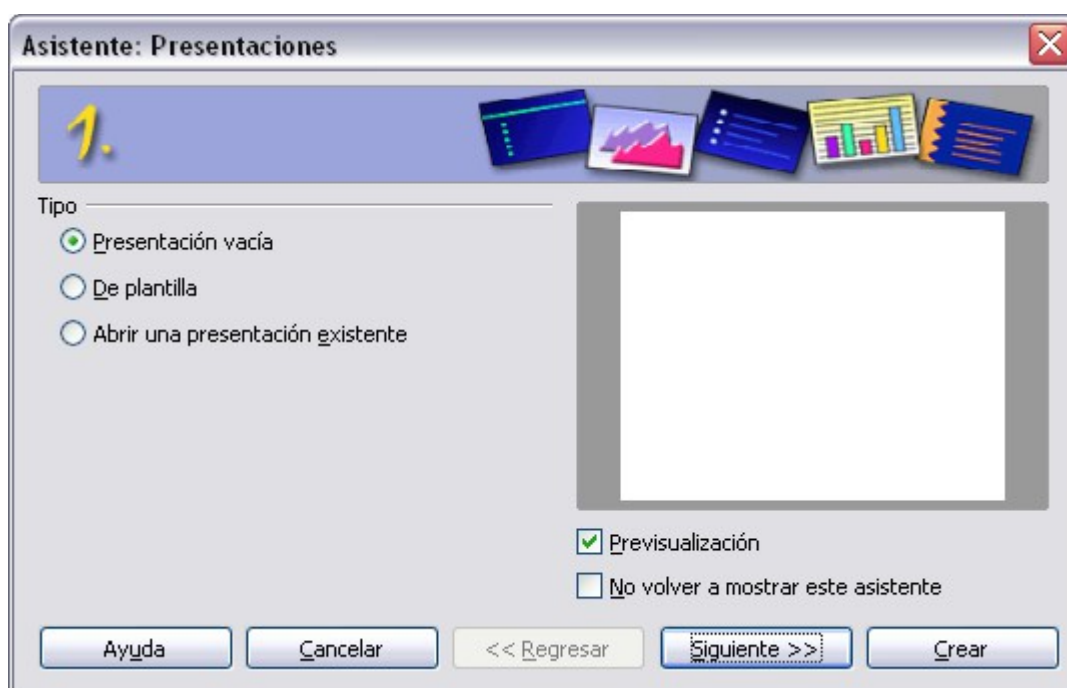 Asistente: Presentaciones
1.
Tipo
Presentación vacía
De plantilla
Abrir una presentación existente
Previsualización
No volver a mostrar este asistente
Ayuda Cancelar << Regresar Siguiente >> Crear